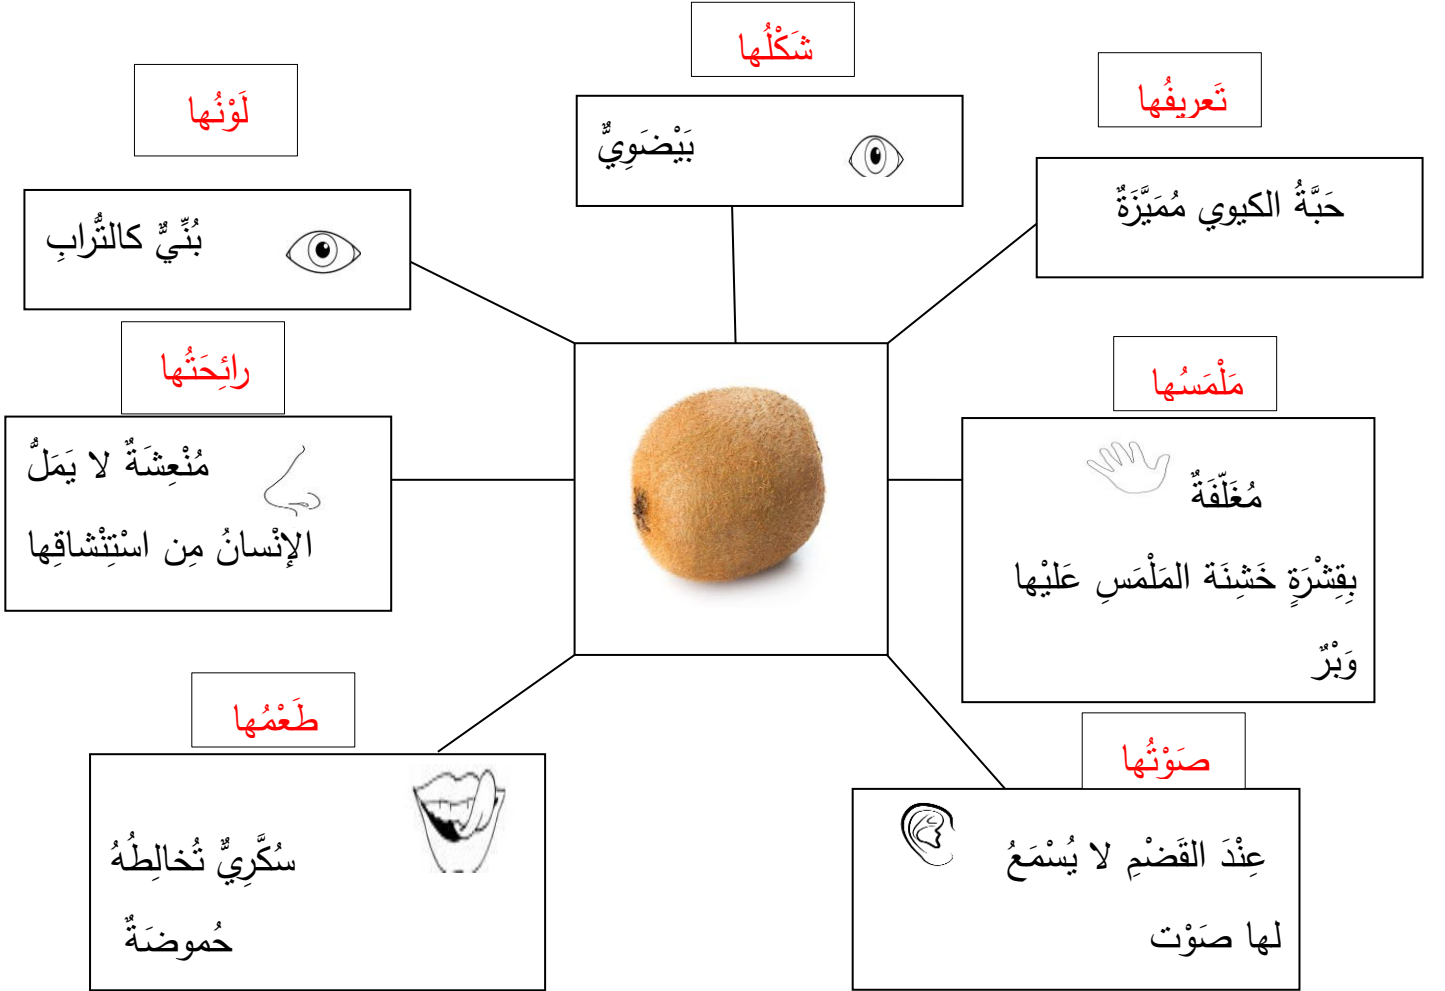 تَعريفُها
حَبَّةُ الكيوي مُمَيَّزَةٌ
شَكْلُها
بَيْضَوِيٌّ
لَوْنُها
بُنِّيٌّ كالتُّرابِ
مَلْمَسُها
مُغَلّفَةٌ
بِقِشْرَةٍ خَشِنَة المَلْمَسِ عَليْها
وَبْرٌ
رائِحَتُها
مُنْعِشَةٌ لا يَمَلُّ
الإنْسانُ مِن اسْتِنْشاقِها
صَوْتُها
عِنْدَ القَضْمِ لا يُسْمَعُ
لها صَوْت
طَعْمُها
سُكَّرِيٌّ تُخالِطُهُ
حُموضَةٌ